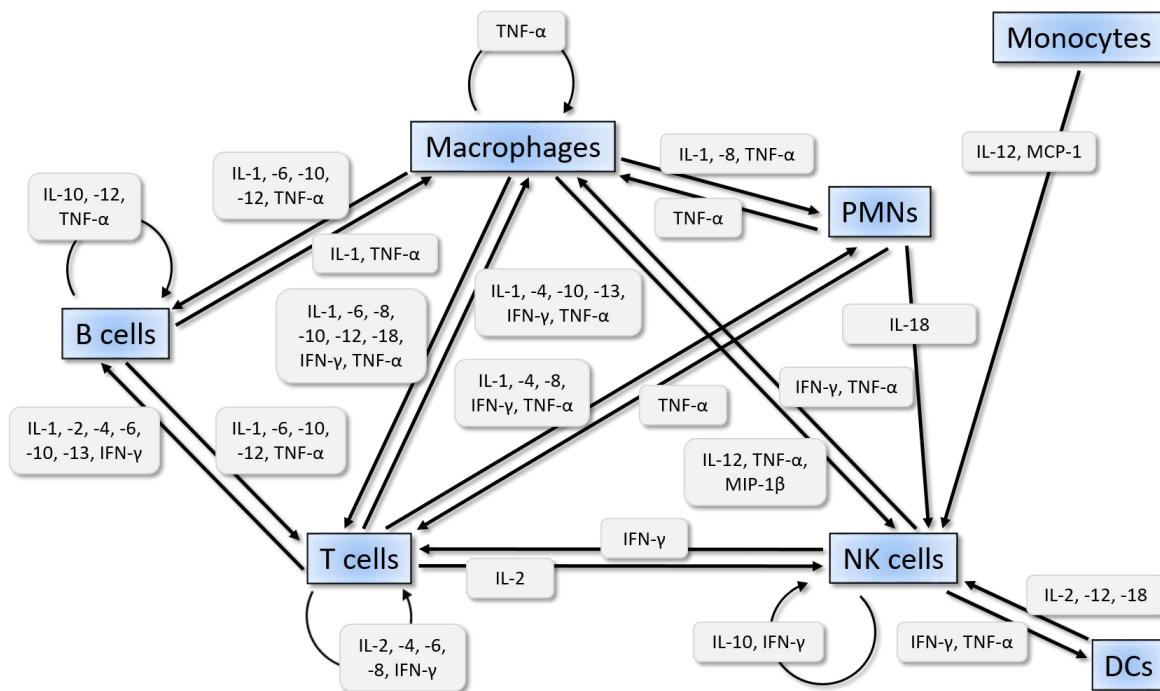 TNF-α
Monocytes
Macrophages
IL-1, -8, TNF-α
IL-12, MCP-1
IL-1, -6, -10,
-12, TNF-α
IL-10, -12,
TNF-α
TNF-α
PMNs
IL-1, TNF-α
IL-1, -4, -10, -13,
IFN-γ, TNF-α
B cells
IL-1, -6, -8,
-10, -12, -18,
IFN-γ, TNF-α
IL-18
IL-1, -4, -8,
IFN-γ, TNF-α
TNF-α
IFN-γ, TNF-α
IL-1, -2, -4, -6,
-10, -13, IFN-γ
IL-1, -6, -10,
-12, TNF-α
IL-12, TNF-α,
MIP-1β
IFN-γ
T cells
NK cells
IL-2
IL-2, -12, -18
IL-2, -4, -6,
-8, IFN-γ
IL-10, IFN-γ
IFN-γ, TNF-α
DCs